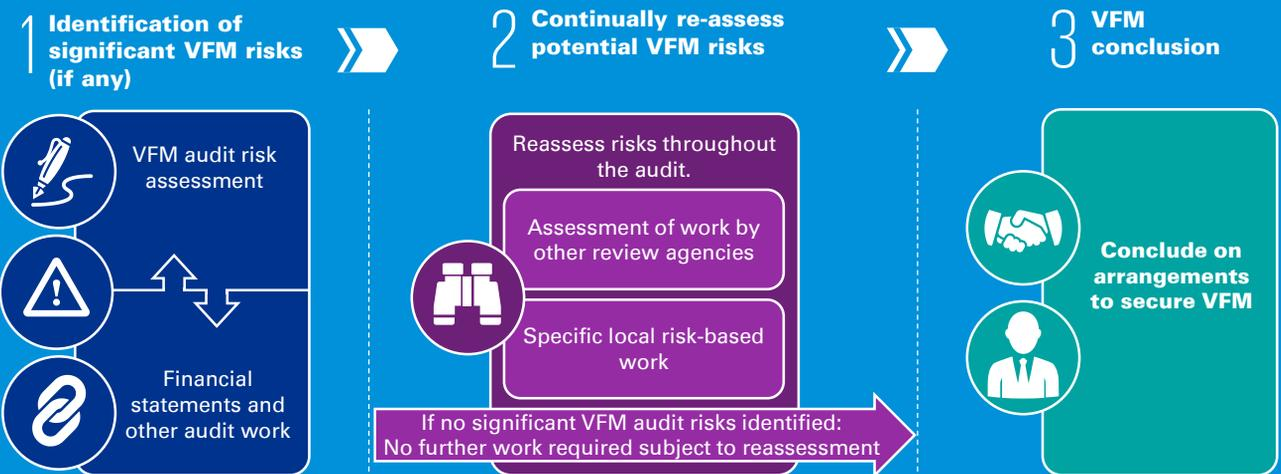 1 Identification of
significant VFM risks
(if any)
2 Continually re-assess
potential VFM risks
3 VFM
conclusion
VFM audit risk
assessment
Financial
statements and
other audit work
Reassess risks throughout
the audit.
Assessment of work by
other review agencies
Specific local risk-based
work
If no significant VFM audit risks identified:
No further work required subject to reassessment
Conclude on
arrangements
to secure VFM